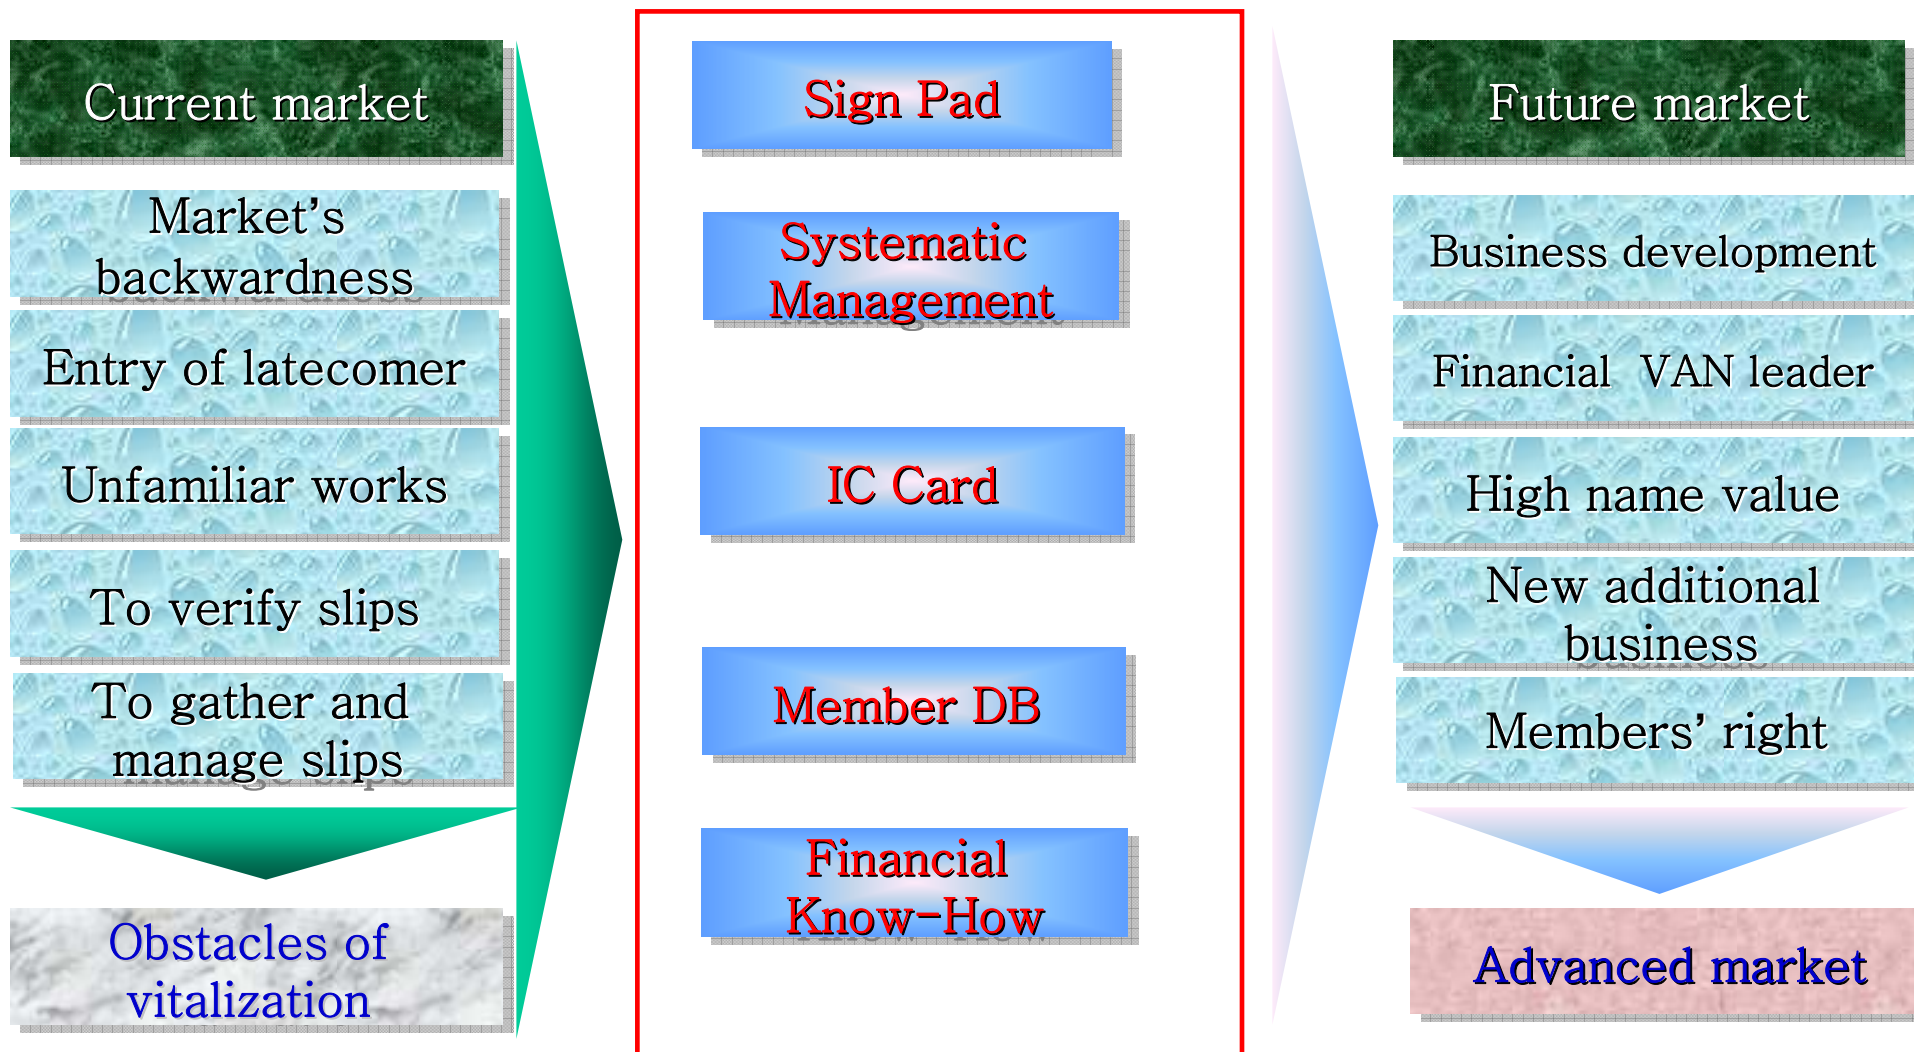 Current market
Market's
backwardness
Entry of latecomer
Unfamiliar works
To verify slips
To gather and
manage slips
Obstacles of
vitalization
Sign Pad
Systematic
Management
IC Card
Member DB
Financial
Know-How
Future market
Business development
Financial VAN leader
High name value
New additional
business
Members' right
Advanced market